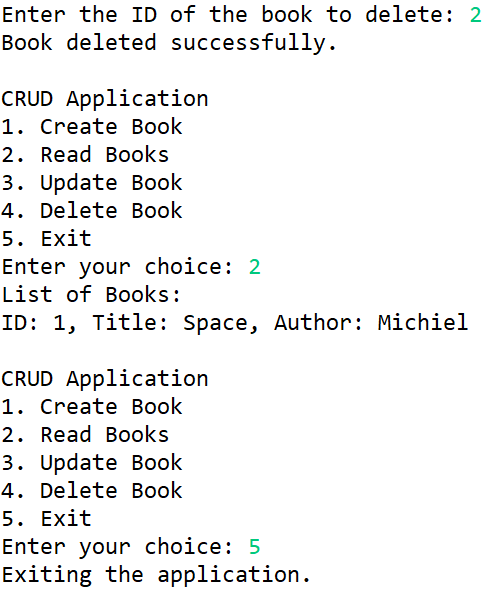 Enter the ID of the book to delete: 2
Book deleted successfully.
CRUD Application
1. Create Book
2. Read Books
3. Update Book
4. Delete Book
5. Exit
Enter your choice: 2
List of Books:
ID: 1, Title: Space, Author: Michiel
CRUD Application
1. Create Book
2. Read Books
3. Update Book
4. Delete Book
5. Exit
Enter your choice: 5
Exiting the application.